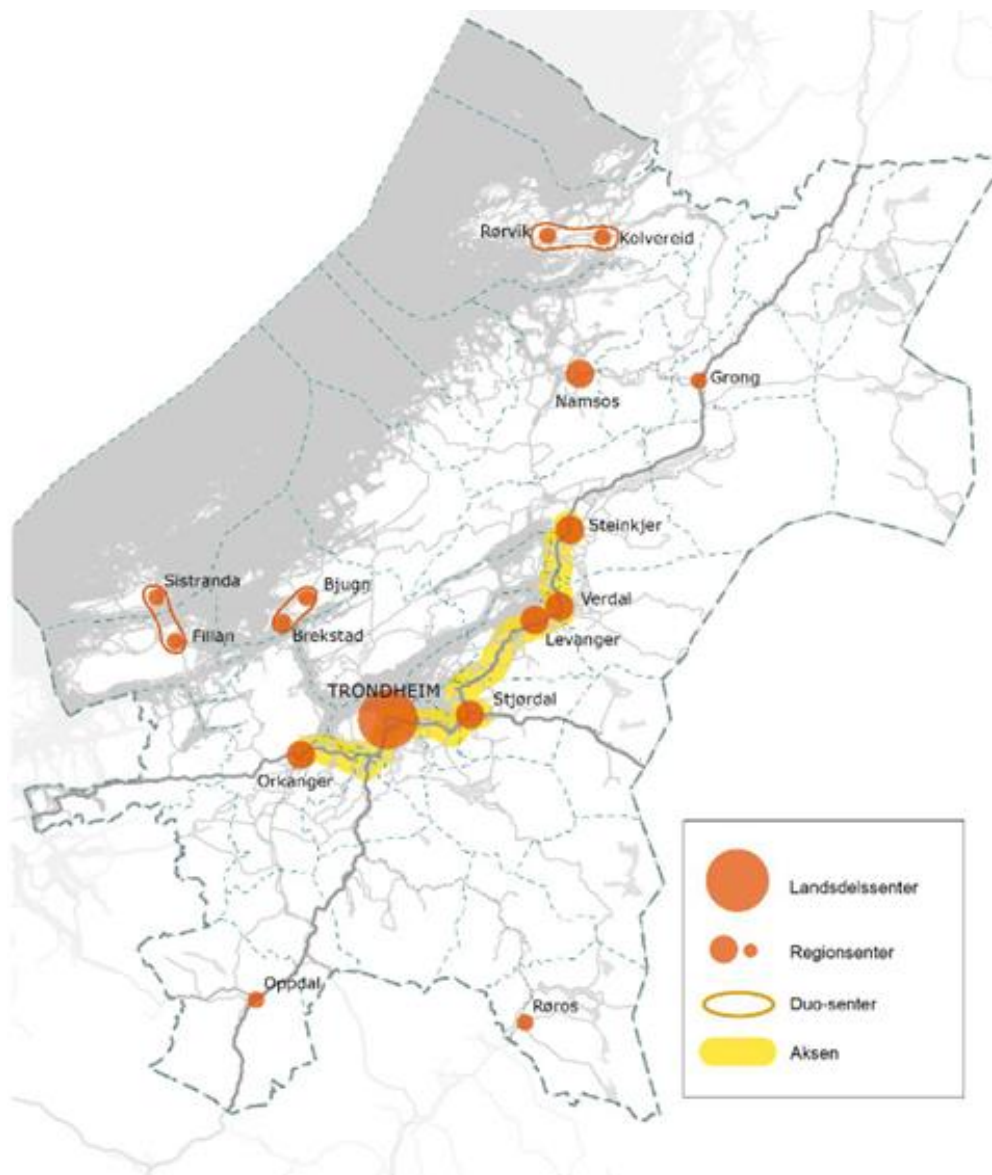 Rørvik
Kolvereid
Grong
Namsos
Steinkjer
Sistranda
Bjugn
Verdal
Fillan
Brekstad
Levanger
TRONDHEIM
Stjørdal
Orkanger
Oppdal
Røros
Landsdelssenter
Regionsenter
Duo-senter
Aksen